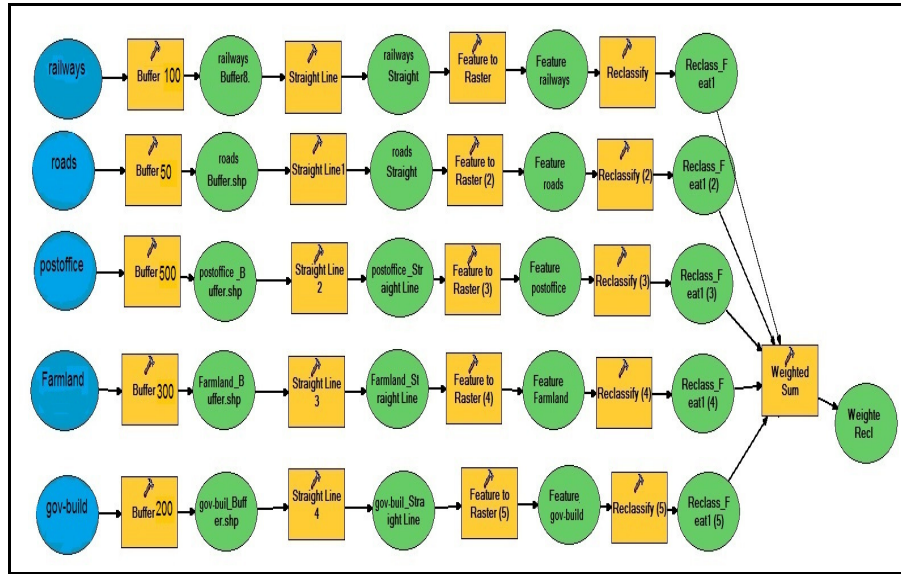 railways
Buffer 100
railways
Buffer8.
Straight Line
railways
Straight
Feature to
Raster
Feature
railways
Reclassify
Reclass_F
eat1
roads
Buffer 50
roads
Buffer.shp
Straight Line1
roads
Straight
Feature to
Raster (2)
Feature
roads
Reclassify (2)
Reclass_F
eat1 (2)
postoffice
Buffer 500
postoffice_B
uffer.shp
Straight Line
2
postoffice_Str
aight Line
Feature to
Raster (3)
Feature
postoffice
Reclassify (3)
Reclass_F
eat1 (3)
Farmland
Buffer 300
Farmland_B
uffer.shp
Straight Line
3
Farmland_St
raight Line
Feature to
Raster (4)
Feature
Farmland
Reclassify (4)
Reclass_F
eat1 (4)
Weighted
Sum
Weighte
Recl
gov-build
Buffer 200
gov-buil_Buff
er.shp
Straight Line
4
gov-buil_Stra
ight Line
Feature to
Raster (5)
Feature
gov-build
Reclassify (5)
Reclass_F
eat1 (5)